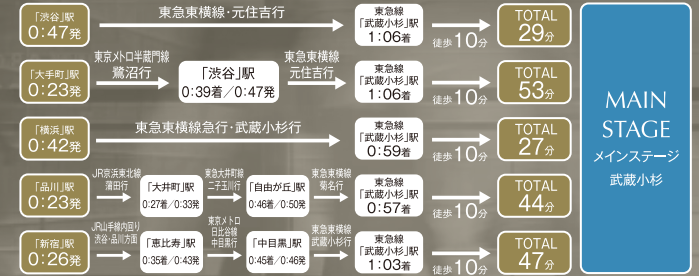 「渋谷」駅
0:47発
東急東横線・元住吉行
東急線
「武蔵小杉」駅
1:06着
徒歩10分
TOTAL
29分
「大手町」駅
0:23発
東京メトロ半蔵門線
鷺沼行
「渋谷」駅
0:39着/0:47発
東急東横線
元住吉行
東急線
「武蔵小杉」駅
1:06着
徒歩10分
TOTAL
53分
「横浜」駅
0:42発
東急東横線急行・武蔵小杉行
東急線
「武蔵小杉」駅
0:59着
徒歩10分
TOTAL
27分
「品川」駅
0:23発
JR京浜東北線
蒲田行
「大井町」駅
0:27着/0:33発
東急大井町線
二子玉川行
「自由が丘」駅
0:46着/0:50発
東急東横線
菊名行
東急線
「武蔵小杉」駅
0:57着
徒歩10分
TOTAL
44分
「新宿」駅
0:26発
JR山手線内回り
渋谷・品川方面
「恵比寿」駅
0:35着/0:43発
東京メトロ
日比谷線
中目黒行
「中目黒」駅
0:45着/0:46発
東急東横線
武蔵小杉行
東急線
「武蔵小杉」駅
1:03着
徒歩10分
TOTAL
47分
MAIN
STAGE
メインステージ
武蔵小杉